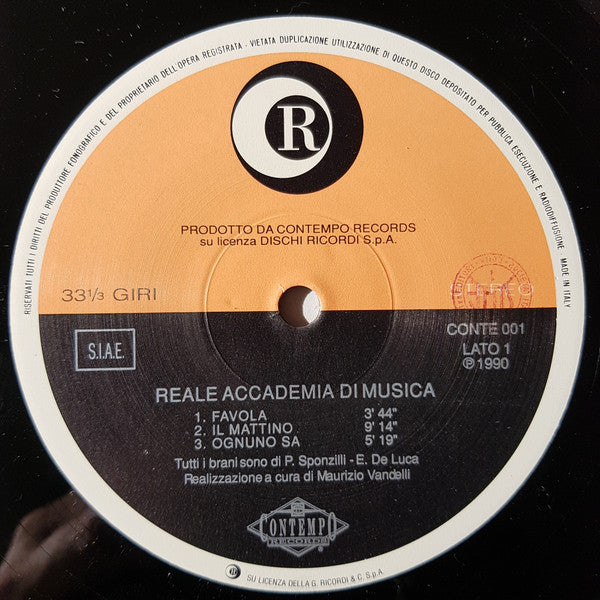 RISERVATI TUTTI I DIRITTI DEL PRODUTTORE FONOGRAFICO E DEL PROPRIETARIO DELL'OPERA REGISTRATA - VIETATA DUPLICAZIONE UTILIZZAZIONE DI QUESTO DISCO DEPOSITATO PER PUBBLICA ESECUZIONE E RADIODIFFUSIONE - MADE IN ITALY
R
PRODOTTO DA CONTEMPO RECORDS
su licenza DISCHI RICORDI S.p.A.
33 1/3 GIRI
STEREO
S.I.A.E.
CONTE 001
LATO 1
℗ 1990
REALE ACCADEMIA DI MUSICA
1. FAVOLA 3' 44"
2. IL MATTINO 9' 14"
3. OGNUNO SA 5' 19"
Tutti i brani sono di P. Sponzilli - E. De Luca
Realizzazione a cura di Maurizio Vandelli
CONTEMPO
RECORDS
R
SU LICENZA DELLA G. RICORDI & C. S.p.A.